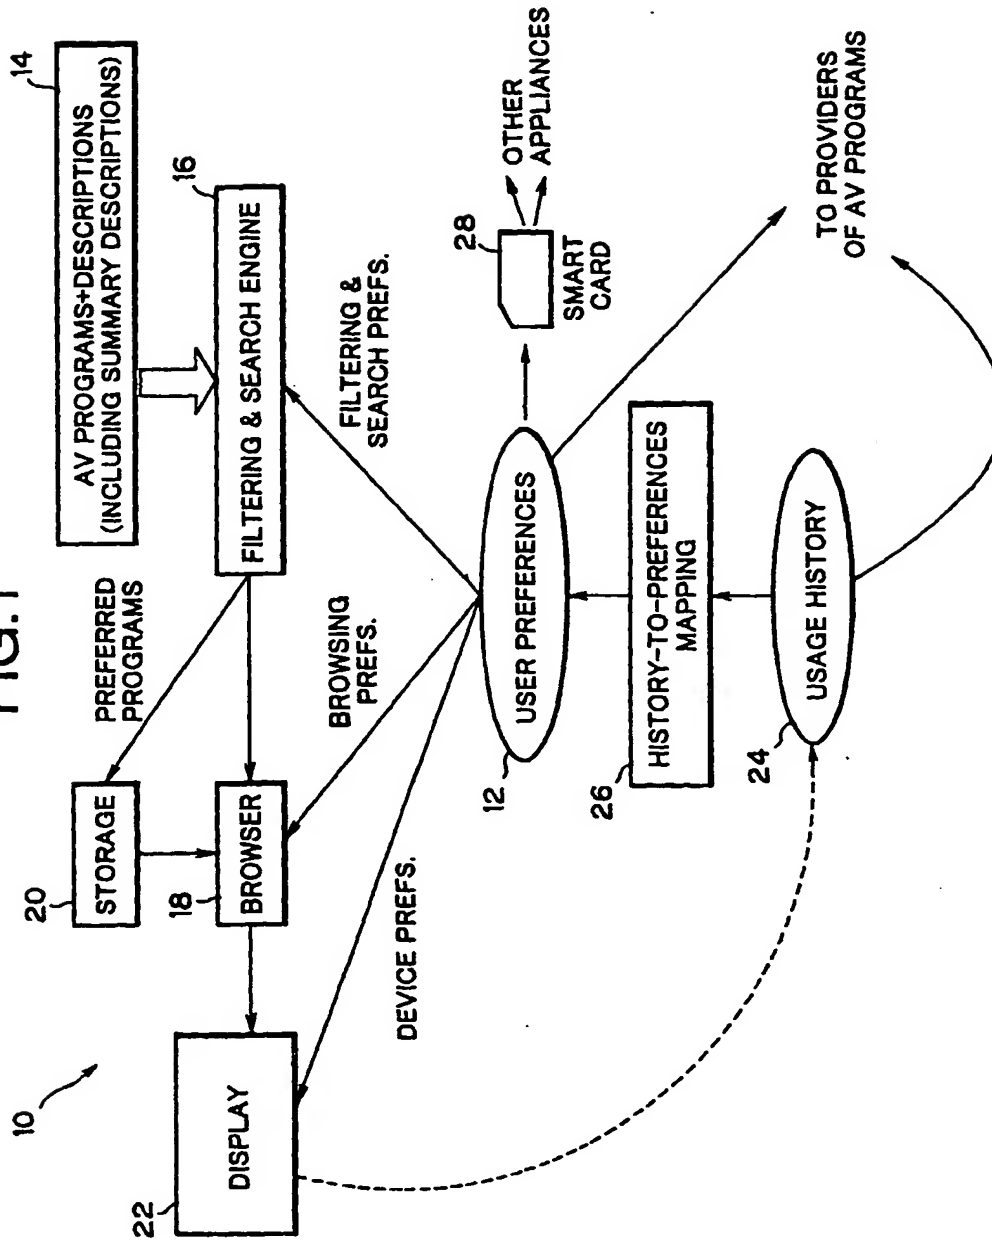 FIG.1
10
14
AV PROGRAMS+DESCRIPTIONS
(INCLUDING SUMMARY DESCRIPTIONS)
16
FILTERING & SEARCH ENGINE
PREFERRED
PROGRAMS
20
STORAGE
18
BROWSER
22
DISPLAY
FILTERING &
SEARCH PREFS.
BROWSING
PREFS.
DEVICE PREFS.
12
USER PREFERENCES
28
SMART
CARD
OTHER
APPLIANCES
26
HISTORY-TO-PREFERENCES
MAPPING
24
USAGE HISTORY
TO PROVIDERS
OF AV PROGRAMS